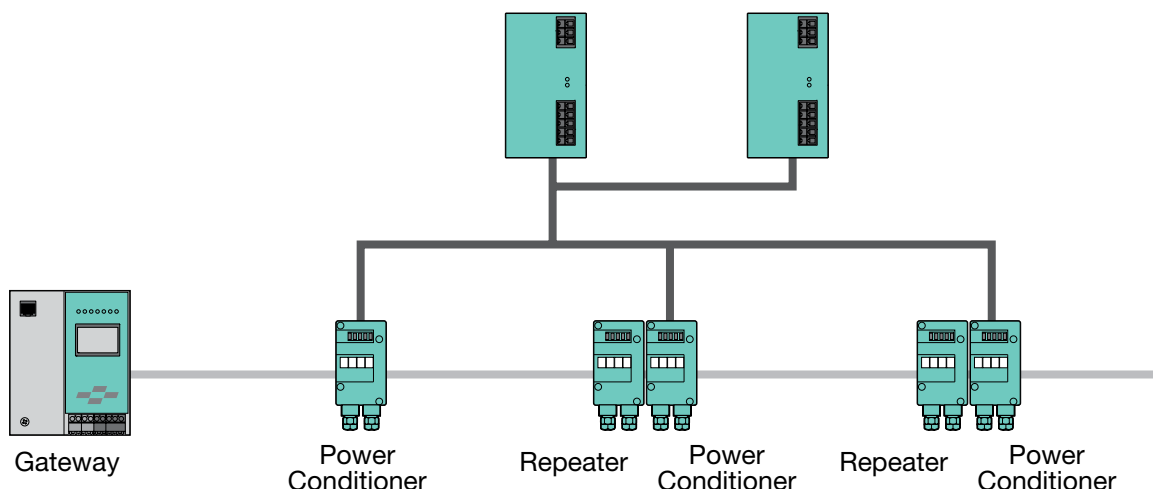 Gateway
Power
Conditioner
Repeater
Power
Conditioner
Repeater
Power
Conditioner